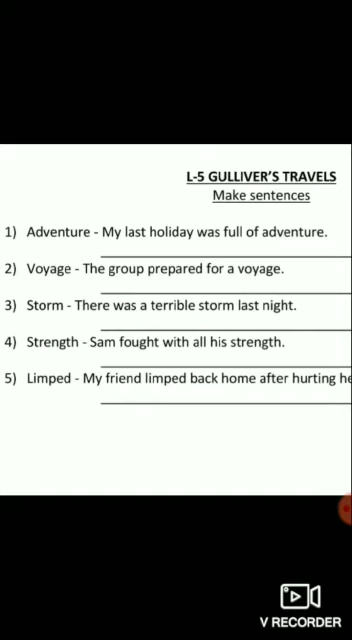 L-5 GULLIVER'S TRAVELS
Make sentences
1) Adventure - My last holiday was full of adventure.
2) Voyage - The group prepared for a voyage.
3) Storm - There was a terrible storm last night.
4) Strength - Sam fought with all his strength.
5) Limped - My friend limped back home after hurting
V RECORDER